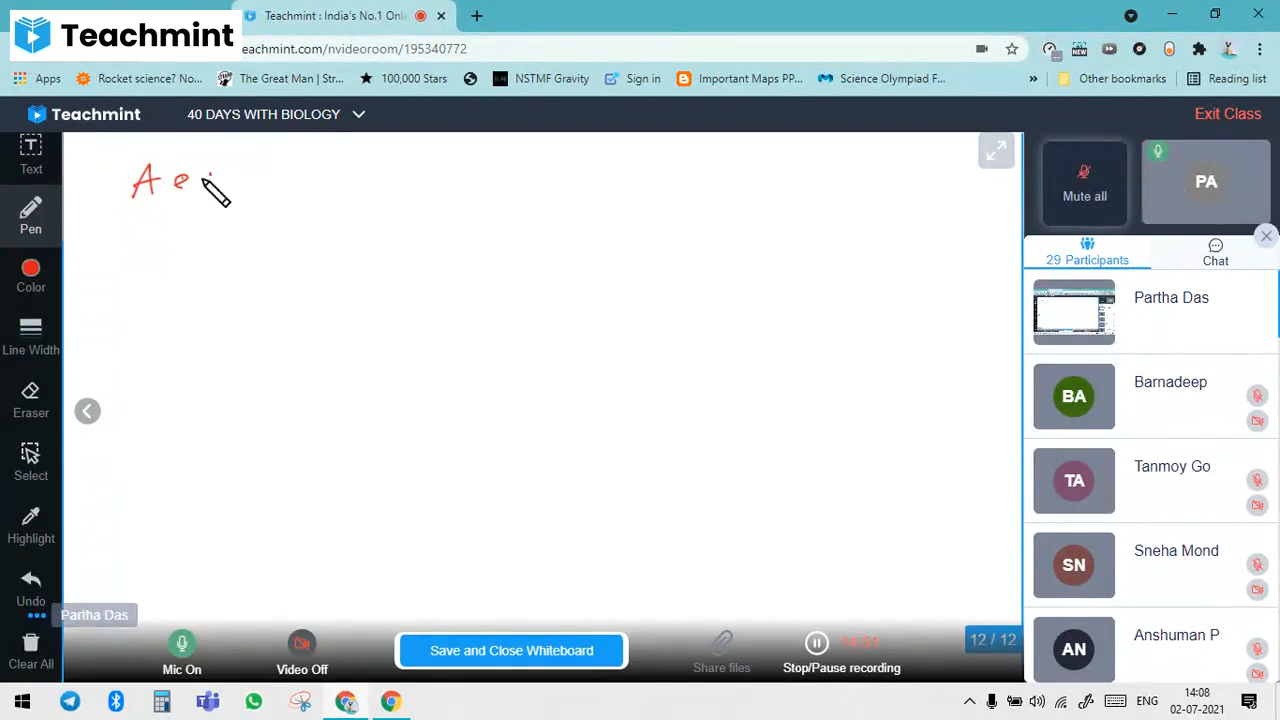 Teachmint : India's No.1 Onli
Teachmint
eachmint.com/nvideoroom/195340772
NEW
Apps
Rocket science? No...
The Great Man | Str...
100,000 Stars
NSTMF Gravity
Sign in
Important Maps PP...
Science Olympiad F...
»
Other bookmarks
Reading list
Teachmint
40 DAYS WITH BIOLOGY
Exit Class
Text
Pen
Color
Line Width
Eraser
Select
Highlight
Undo
Clear All
A e
Mute all
PA
29 Participants
Chat
Partha Das
BA
Barnadeep
TA
Tanmoy Go
SN
Sneha Mond
AN
Anshuman P
Partha Das
Mic On
Video Off
Save and Close Whiteboard
Share files
Stop/Pause recording
12 / 12
ENG
14:08
02-07-2021